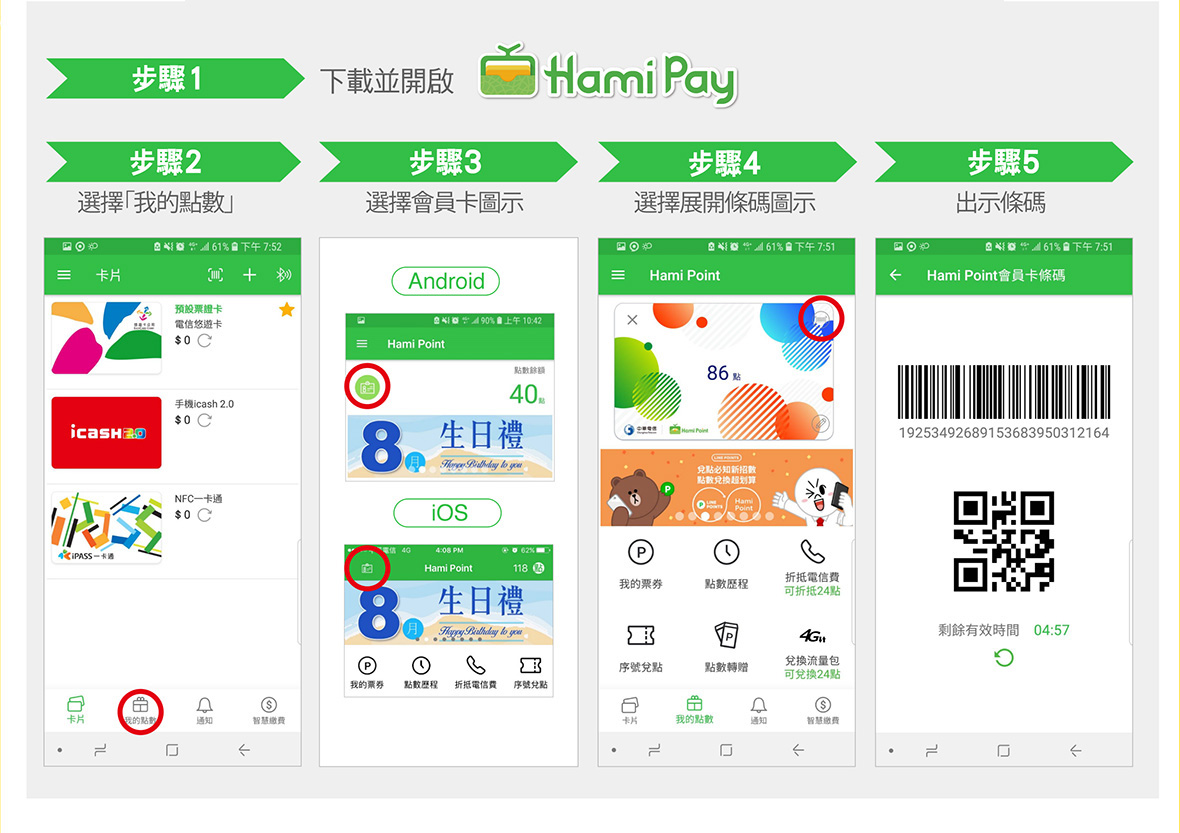 步驟1
下載並開啟
Hami Pay
步驟2
選擇「我的點數」
61% 下午 7:52
卡片
預設票證卡
電信悠遊卡
$ 0
icash 2.0
手機icash 2.0
$ 0
NFC一卡通
$ 0
iPASS 一卡通
卡片
我的點數
通知
智慧繳費
步驟3
選擇會員卡圖示
Android
90% 上午 10:42
Hami Point
點數餘額
40點
8月
生日禮
Happy Birthday to you
iOS
電信 4G 4:08 PM 62%
Hami Point
118 點
8月
生日禮
Happy Birthday to you
我的票券
點數歷程
折抵電信費
序號兌點
步驟4
選擇展開條碼圖示
61% 下午 7:51
Hami Point
86 點
中華電信
Hami Point
LINE POINTS
兌點必知新招數
點數兌換超划算
LINE POINTS
Hami Point
我的票券
點數歷程
折抵電信費
可折抵24點
序號兌點
點數轉贈
4G
兌換流量包
可兌換24點
卡片
我的點數
通知
智慧繳費
步驟5
出示條碼
61% 下午 7:51
Hami Point會員卡條碼
19253492689153683950312164
剩餘有效時間 04:57